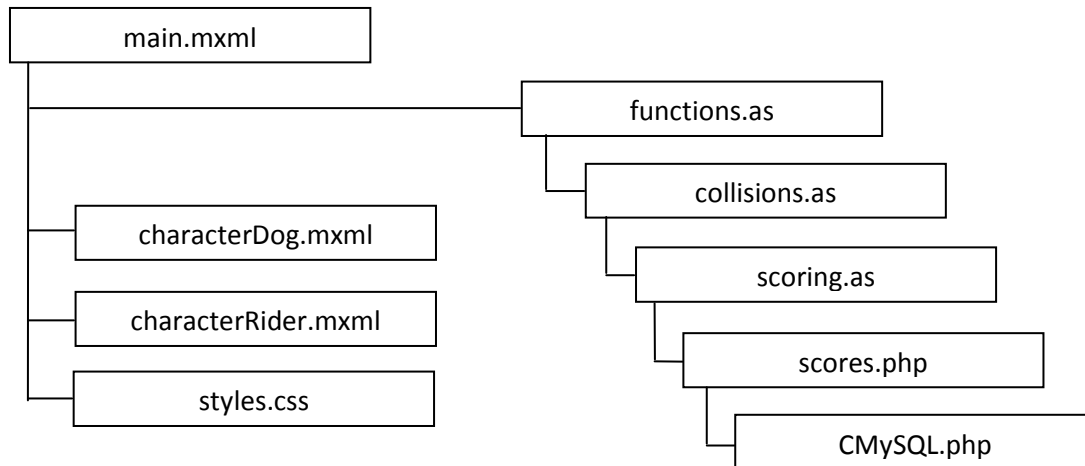 main.mxml
functions.as
collisions.as
characterDog.mxml
scoring.as
characterRider.mxml
scores.php
styles.css
CMySQL.php